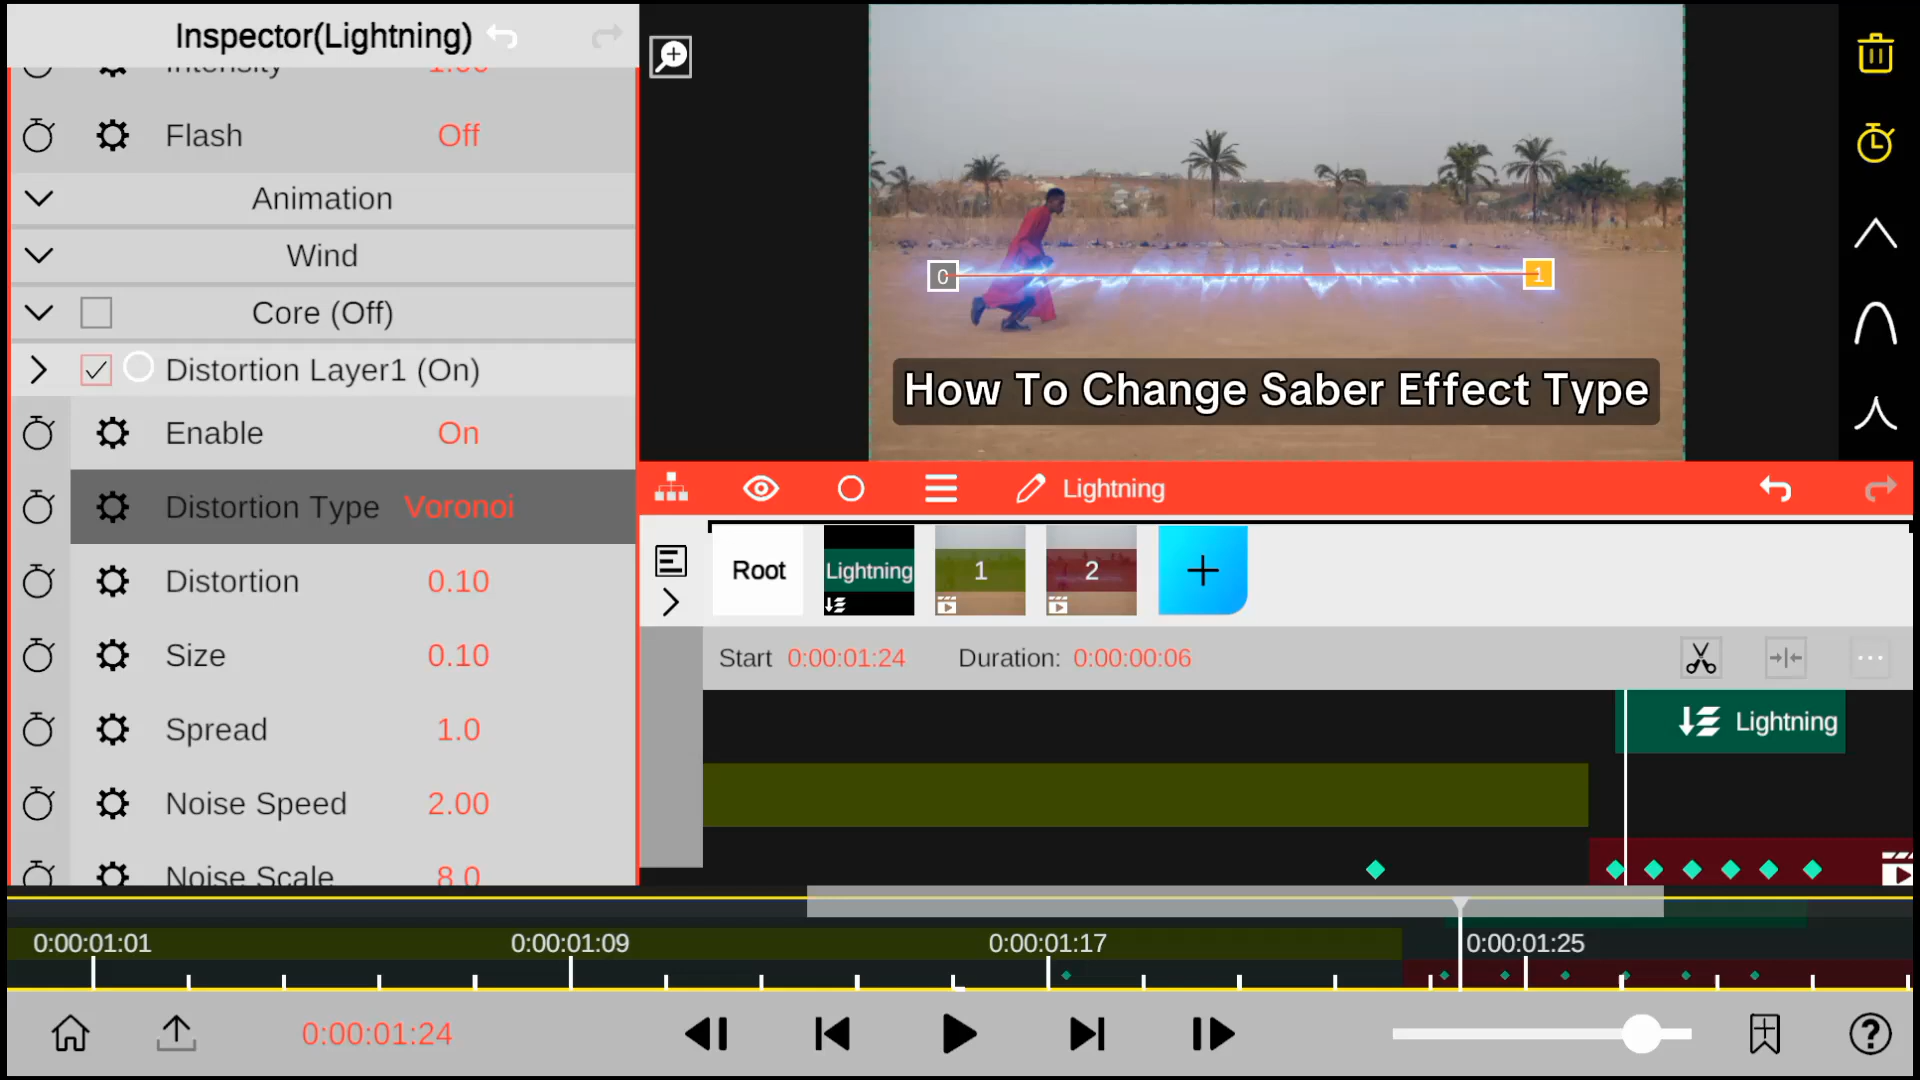 Inspector(Lightning)
Intensity 1.00
Flash Off
Animation
Wind
Core (Off)
Distortion Layer1 (On)
Enable On
Distortion Type Voronoi
Distortion 0.10
Size 0.10
Spread 1.0
Noise Speed 2.00
Noise Scale 8.0
0 1
How To Change Saber Effect Type
Lightning
Root Lightning 1 2
Start 0:00:01:24 Duration: 0:00:00:06
Lightning
0:00:01:01 0:00:01:09 0:00:01:17 0:00:01:25
0:00:01:24